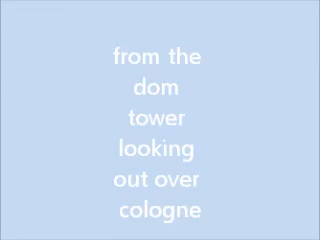 from the
dom
tower
looking
out over
cologne